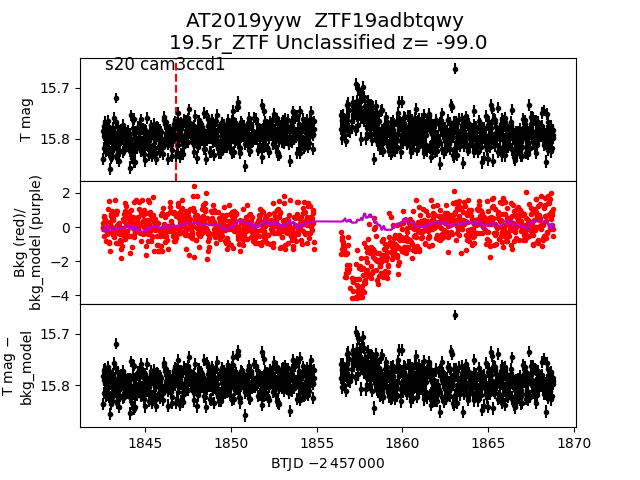 AT2019yyw  ZTF19adbtqwy
19.5r_ZTF Unclassified z= -99.0
s20 cam3ccd1
15.7
15.8
T mag
2
0
−2
−4
Bkg (red)/
bkg_model (purple)
15.7
15.8
T mag −
bkg_model
1845
1850
1855
1860
1865
1870
BTJD −2 457 000